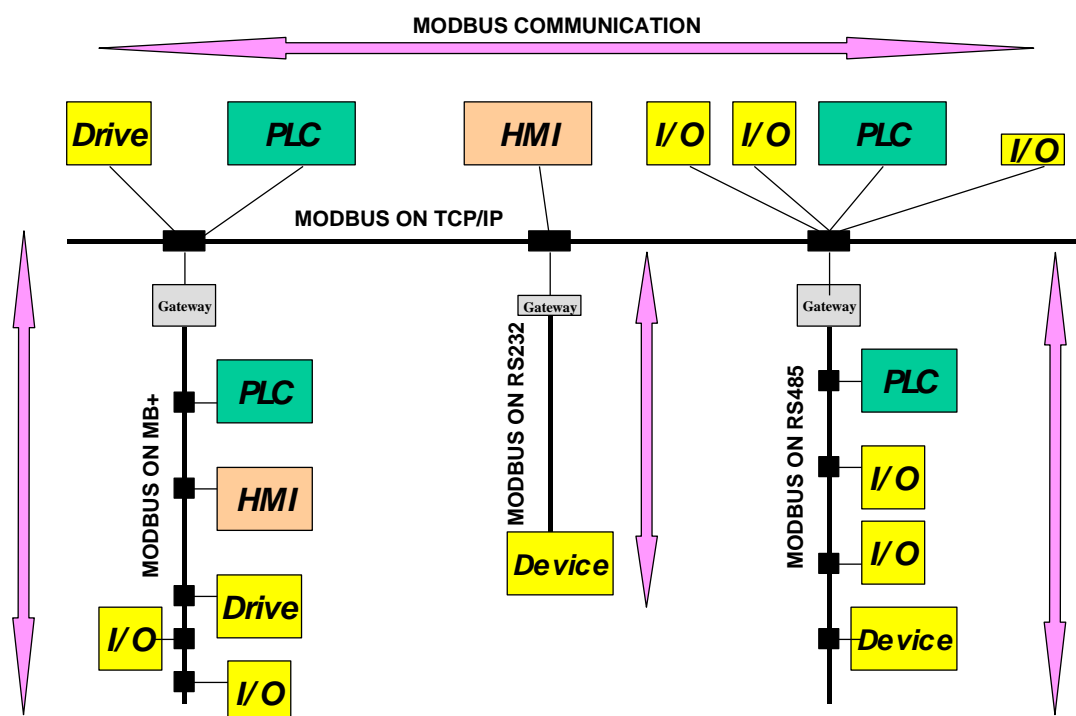 MODBUS COMMUNICATION
Drive
PLC
HMI
I/O
I/O
PLC
I/O
MODBUS ON TCP/IP
Gateway
Gateway
Gateway
MODBUS ON MB+
PLC
HMI
Drive
I/O
I/O
MODBUS ON RS232
Device
MODBUS ON RS485
PLC
I/O
I/O
Device